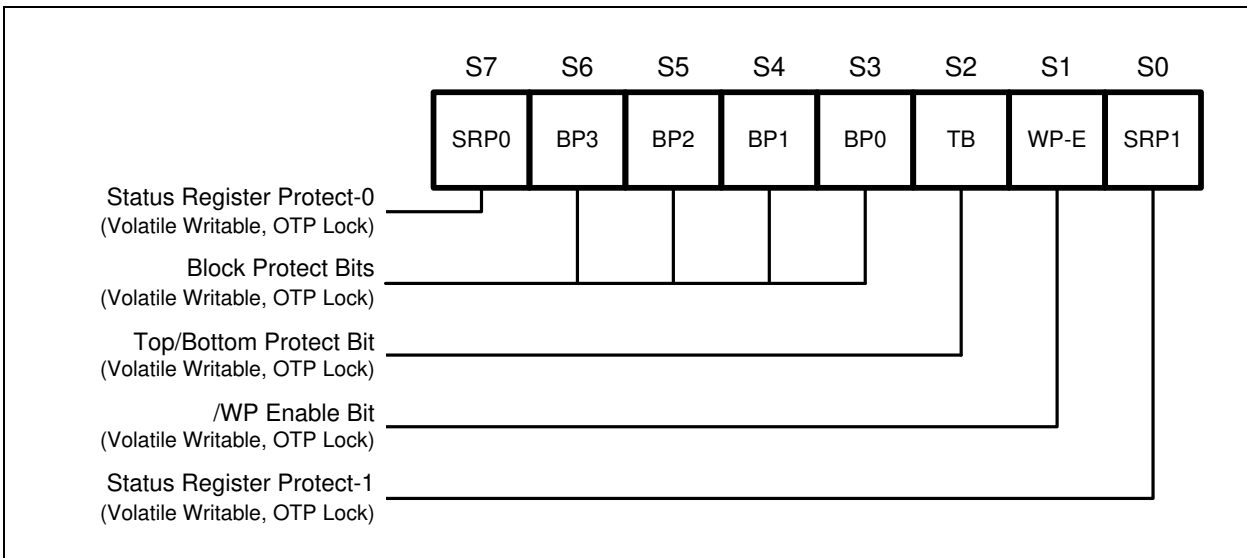 S7 S6 S5 S4 S3 S2 S1 S0
SRP0 BP3 BP2 BP1 BP0 TB WP-E SRP1
Status Register Protect-0
(Volatile Writable, OTP Lock)
Block Protect Bits
(Volatile Writable, OTP Lock)
Top/Bottom Protect Bit
(Volatile Writable, OTP Lock)
/WP Enable Bit
(Volatile Writable, OTP Lock)
Status Register Protect-1
(Volatile Writable, OTP Lock)